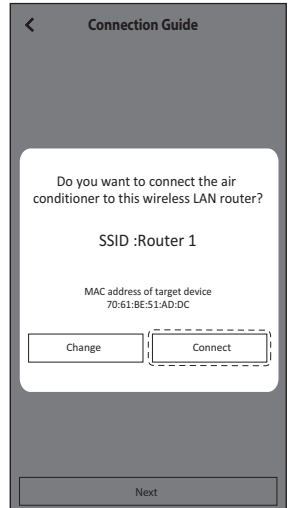 Connection Guide
Do you want to connect the air
conditioner to this wireless LAN router?
SSID :Router 1
MAC address of target device
70:61:BE:51:AD:DC
Change
Connect
Next